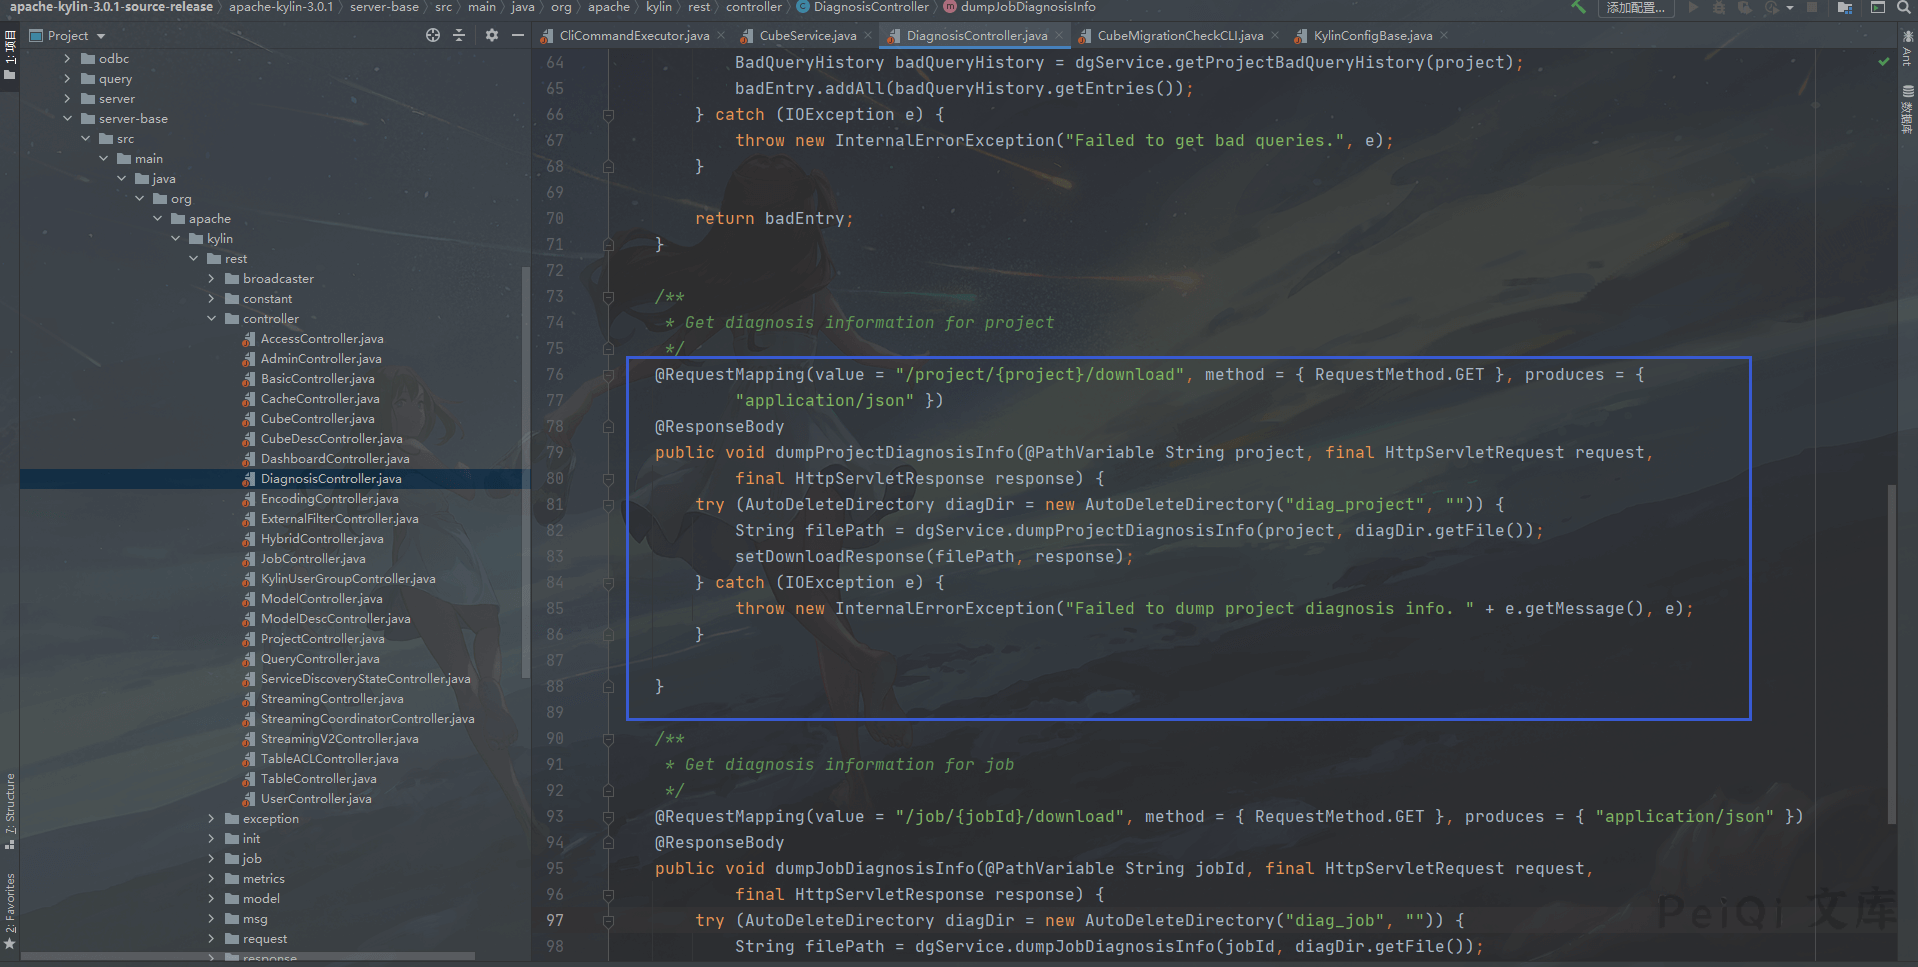 apache-kylin-3.0.1-source-release 〉 apache-kylin-3.0.1 〉 server-base 〉 src 〉 main 〉 java 〉 org 〉 apache 〉 kylin 〉 rest 〉 controller 〉 DiagnosisController 〉 dumpJobDiagnosisInfo
添加配置...
1: 项目
Project
CliCommandExecutor.java
CubeService.java
DiagnosisController.java
CubeMigrationCheckCLI.java
KylinConfigBase.java
Ant
数据库
odbc
query
server
server-base
src
main
java
org
apache
kylin
rest
broadcaster
constant
controller
AccessController.java
AdminController.java
BasicController.java
CacheController.java
CubeController.java
CubeDescController.java
DashboardController.java
DiagnosisController.java
EncodingController.java
ExternalFilterController.java
HybridController.java
JobController.java
KylinUserGroupController.java
ModelController.java
ModelDescController.java
ProjectController.java
QueryController.java
ServiceDiscoveryStateController.java
StreamingController.java
StreamingCoordinatorController.java
StreamingV2Controller.java
TableACLController.java
TableController.java
UserController.java
exception
init
job
metrics
model
msg
request
response
7: Structure
2: Favorites
64 BadQueryHistory badQueryHistory = dgService.getProjectBadQueryHistory(project);
65 badEntry.addAll(badQueryHistory.getEntries());
66 } catch (IOException e) {
67 throw new InternalErrorException("Failed to get bad queries.", e);
68 }
69
70 return badEntry;
71 }
72
73 /**
74 * Get diagnosis information for project
75 */
76 @RequestMapping(value = "/project/{project}/download", method = { RequestMethod.GET }, produces = {
77 "application/json" })
78 @ResponseBody
79 public void dumpProjectDiagnosisInfo(@PathVariable String project, final HttpServletRequest request,
80 final HttpServletResponse response) {
81 try (AutoDeleteDirectory diagDir = new AutoDeleteDirectory("diag_project", "")) {
82 String filePath = dgService.dumpProjectDiagnosisInfo(project, diagDir.getFile());
83 setDownloadResponse(filePath, response);
84 } catch (IOException e) {
85 throw new InternalErrorException("Failed to dump project diagnosis info. " + e.getMessage(), e);
86 }
87
88 }
89
90 /**
91 * Get diagnosis information for job
92 */
93 @RequestMapping(value = "/job/{jobId}/download", method = { RequestMethod.GET }, produces = { "application/json" })
94 @ResponseBody
95 public void dumpJobDiagnosisInfo(@PathVariable String jobId, final HttpServletRequest request,
96 final HttpServletResponse response) {
97 try (AutoDeleteDirectory diagDir = new AutoDeleteDirectory("diag_job", "")) {
98 String filePath = dgService.dumpJobDiagnosisInfo(jobId, diagDir.getFile());
PeiQi 文库